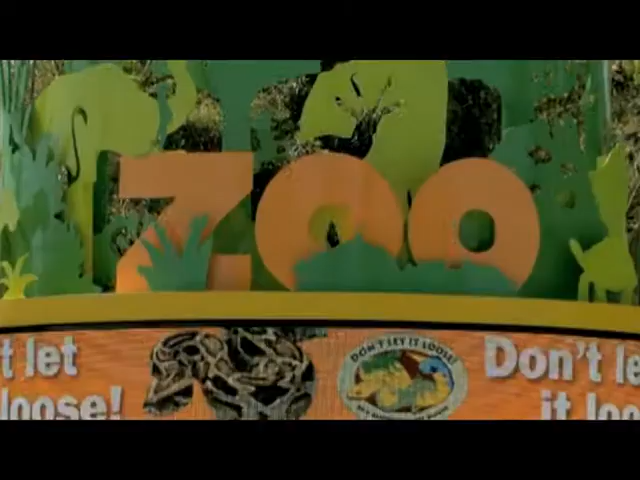 ZOO
t let
loose!
DON'T LET IT LOOSE!
Don't le
it loo